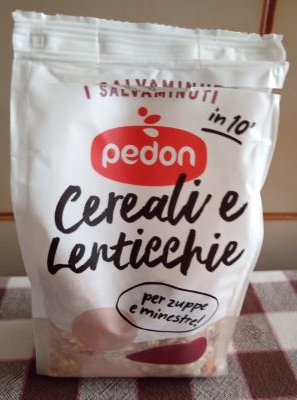 I SALVAMINUTI
in 10'
pedon
Cereali e
Lenticchie
per zuppe
e minestre!